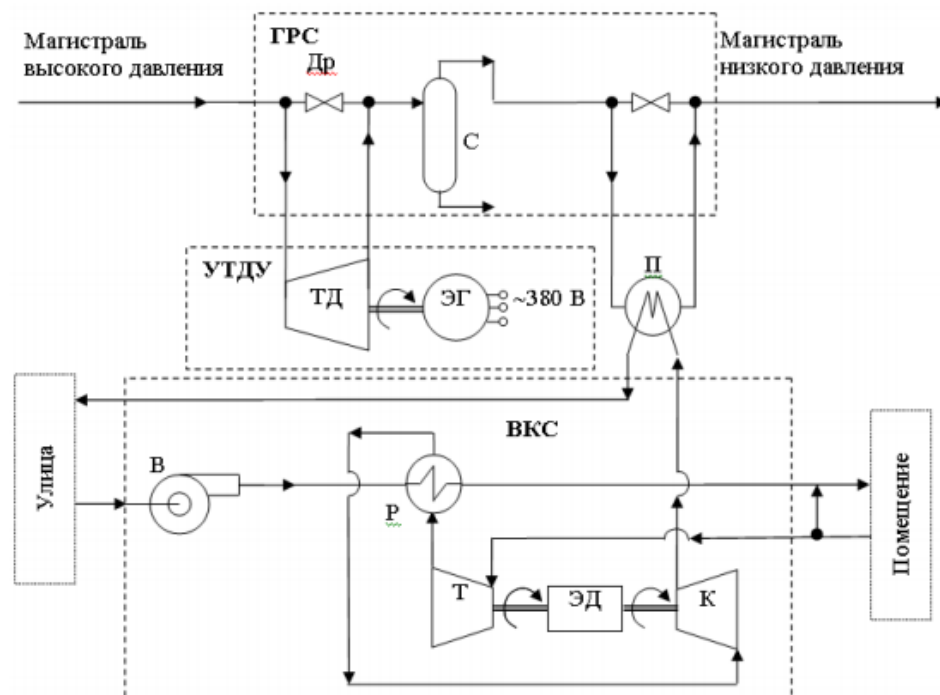 Магистраль
высокого давления
ГРС
Др
Магистраль
низкого давления
С
УТДУ
ТД
ЭГ
~380 В
П
Улица
ВКС
В
Р
Помещение
Т
ЭД
К